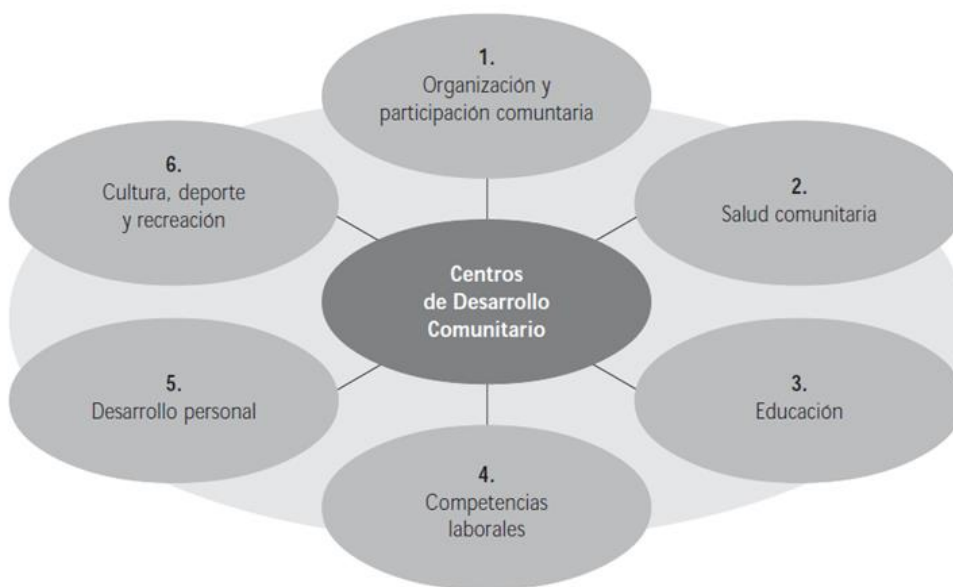 1.
Organización y
participación comuntaria
2.
Salud comunitaria
3.
Educación
4.
Competencias
laborales
5.
Desarrollo personal
6.
Cultura, deporte
y recreación
Centros
de Desarrollo
Comunitario